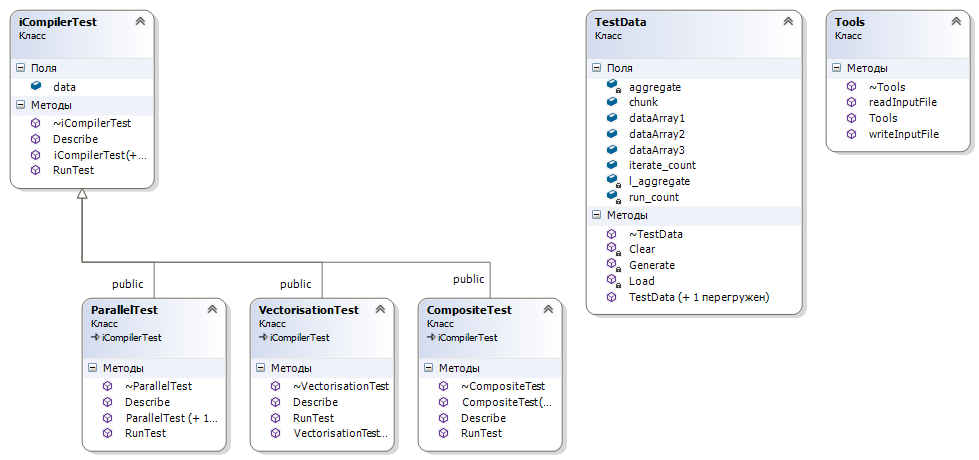 iCompilerTest
Класс
Поля
data
Методы
~iCompilerTest
Describe
iCompilerTest(+...
RunTest
TestData
Класс
Поля
aggregate
chunk
dataArray1
dataArray2
dataArray3
iterate_count
l_aggregate
run_count
Методы
~TestData
Clear
Generate
Load
TestData (+ 1 перегружен)
Tools
Класс
Методы
~Tools
readInputFile
Tools
writeInputFile
public
public
public
ParallelTest
Класс
iCompilerTest
Методы
~ParallelTest
Describe
ParallelTest (+ 1...
RunTest
VectorisationTest
Класс
iCompilerTest
Методы
~VectorisationTest
Describe
RunTest
VectorisationTest...
CompositeTest
Класс
iCompilerTest
Методы
~CompositeTest
CompositeTest(...
Describe
RunTest